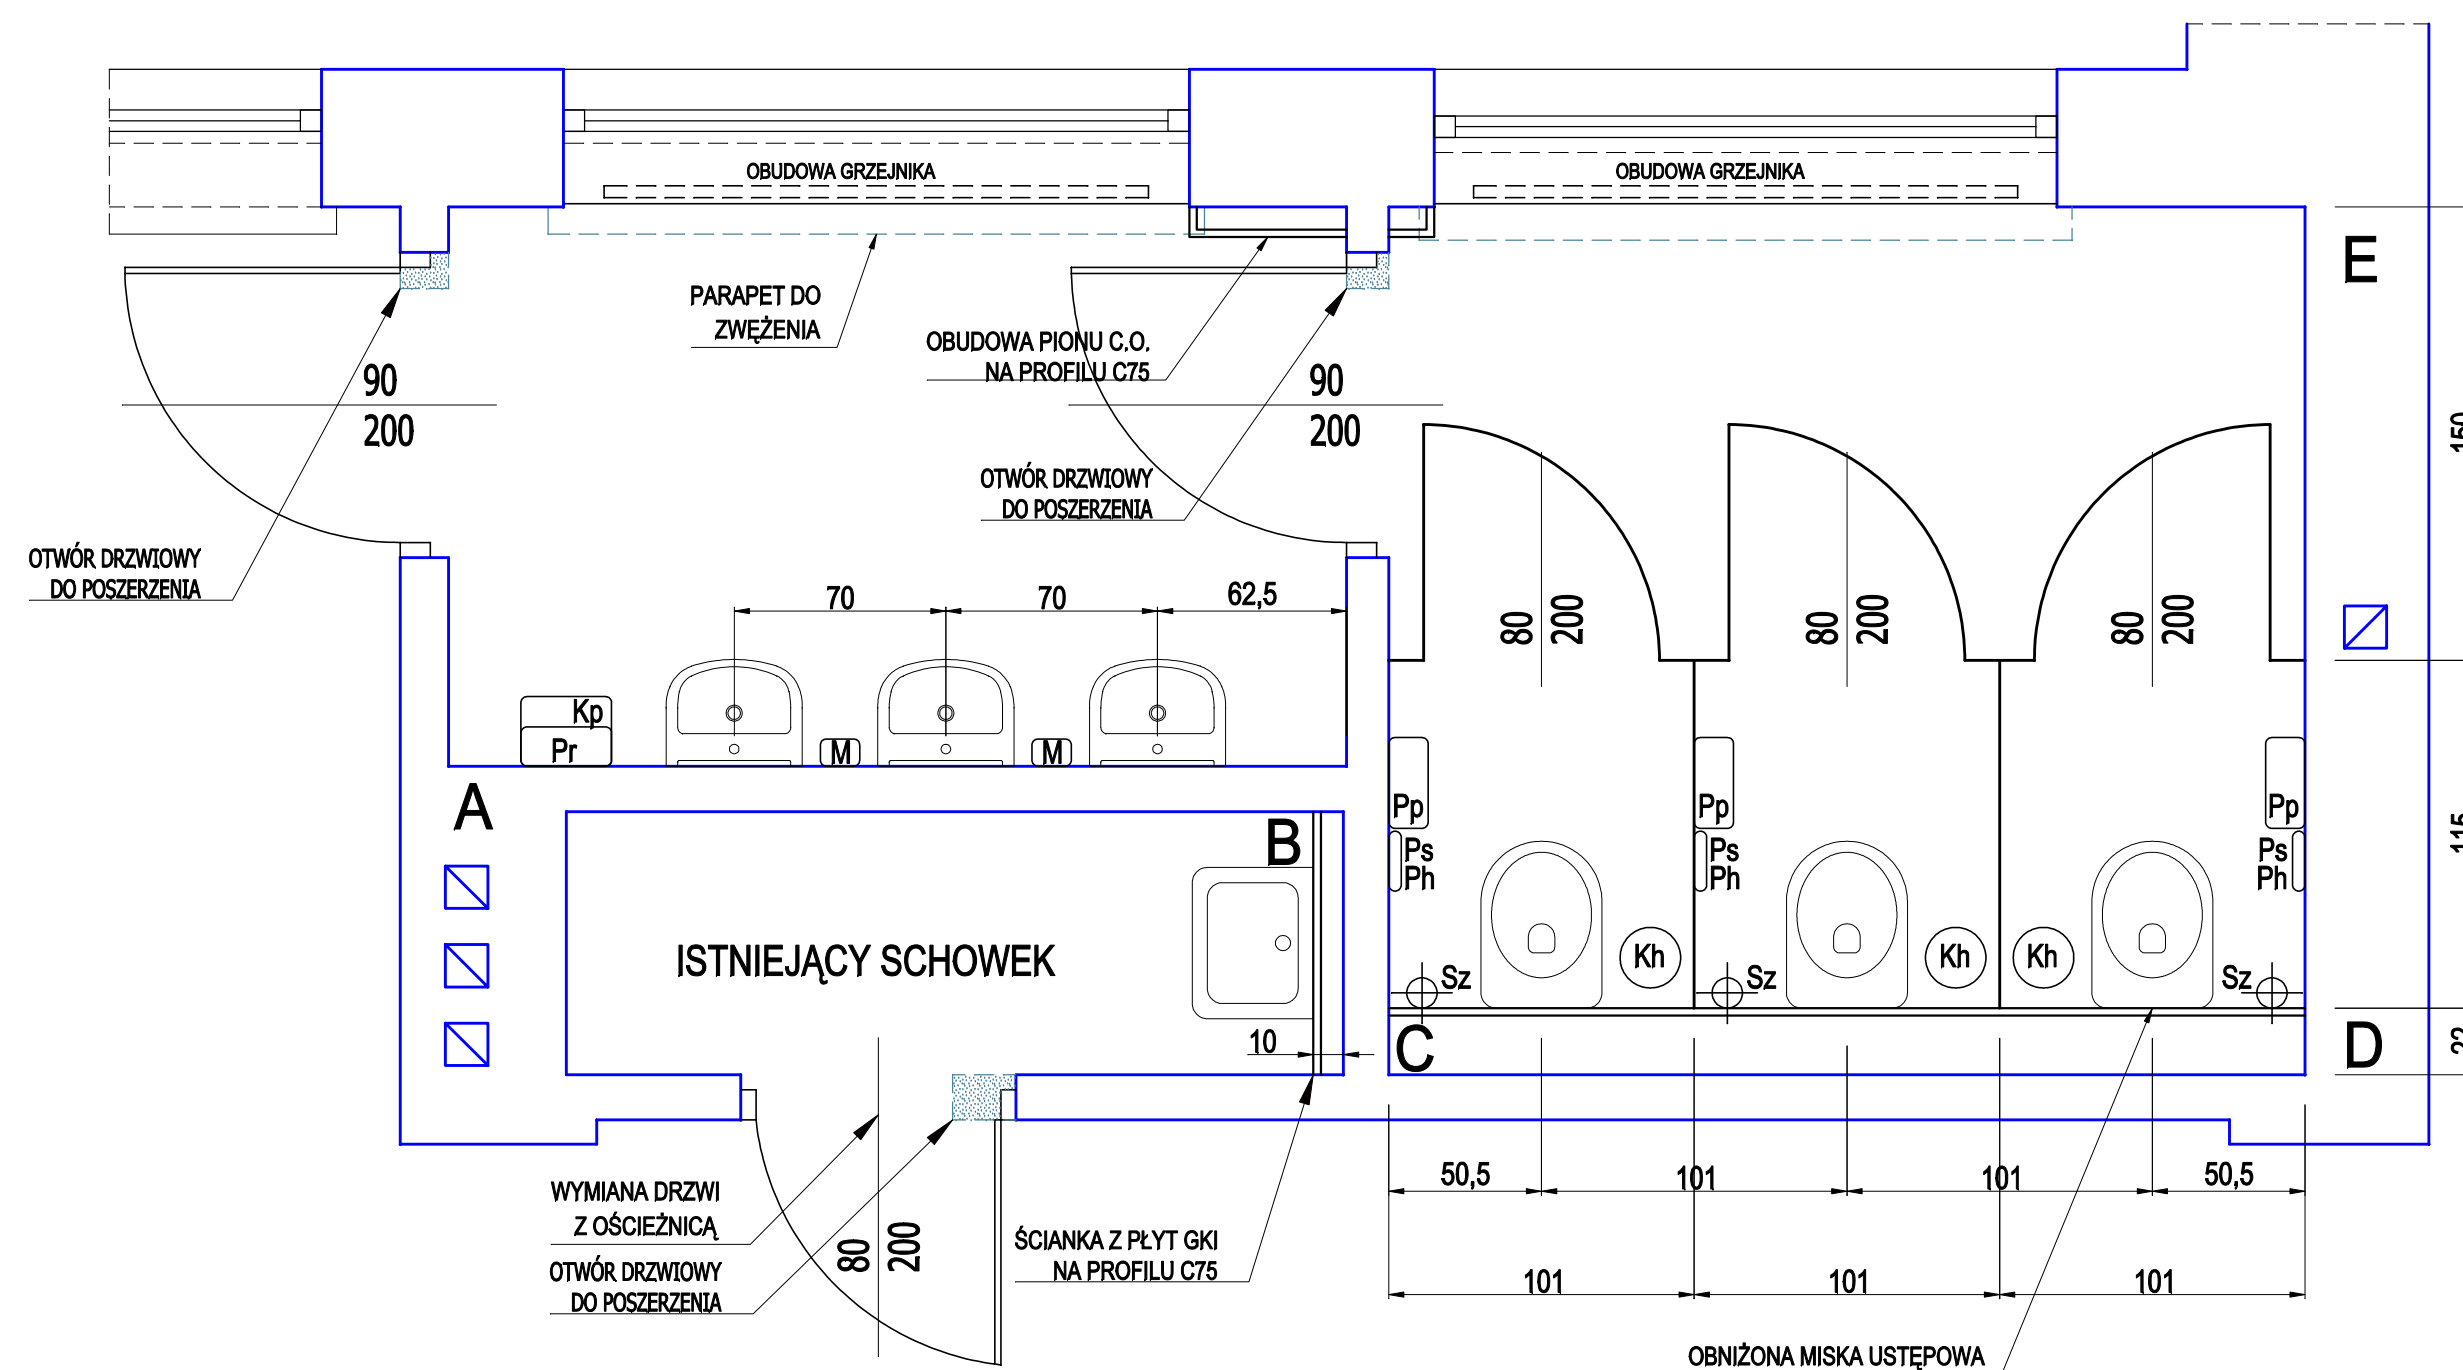 OBUDOWA GRZEJNIKA
OBUDOWA GRZEJNIKA
E
PARAPET DO
ZWĘŻENIA
OBUDOWA PIONU C.O.
NA PROFILU C75
90
200
90
200
150
OTWÓR DRZWIOWY
DO POSZERZENIA
OTWÓR DRZWIOWY
DO POSZERZENIA
70
70
62,5
80
200
80
200
80
200
Kp
Pr
M
M
A
B
Pp
Ps
Ph
Pp
Ps
Ph
Pp
Ps
Ph
115
ISTNIEJĄCY SCHOWEK
Kh
Kh
Kh
Sz
Sz
Sz
10
C
D
WYMIANA DRZWI
Z OŚCIEŻNICĄ
OTWÓR DRZWIOWY
DO POSZERZENIA
80
200
ŚCIANKA Z PŁYT GKI
NA PROFILU C75
50,5
101
101
50,5
101
101
101
OBNIŻONA MISKA USTĘPOWA